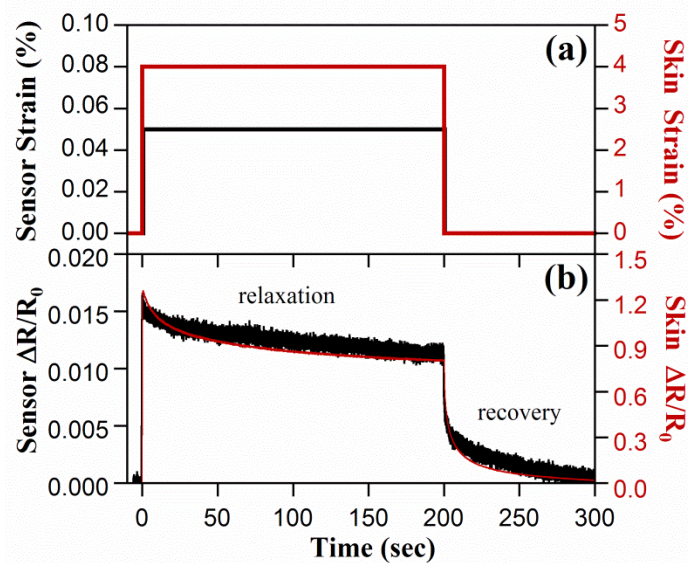 (a)
Sensor Strain (%)
0.10
0.08
0.06
0.04
0.02
0.00
5
4
3
2
1
0
Skin Strain (%)
(b)
relaxation
recovery
Sensor ΔR/R0
0.020
0.015
0.010
0.005
0.000
1.5
1.2
0.9
0.6
0.3
0.0
Skin ΔR/R0
0 50 100 150 200 250 300
Time (sec)